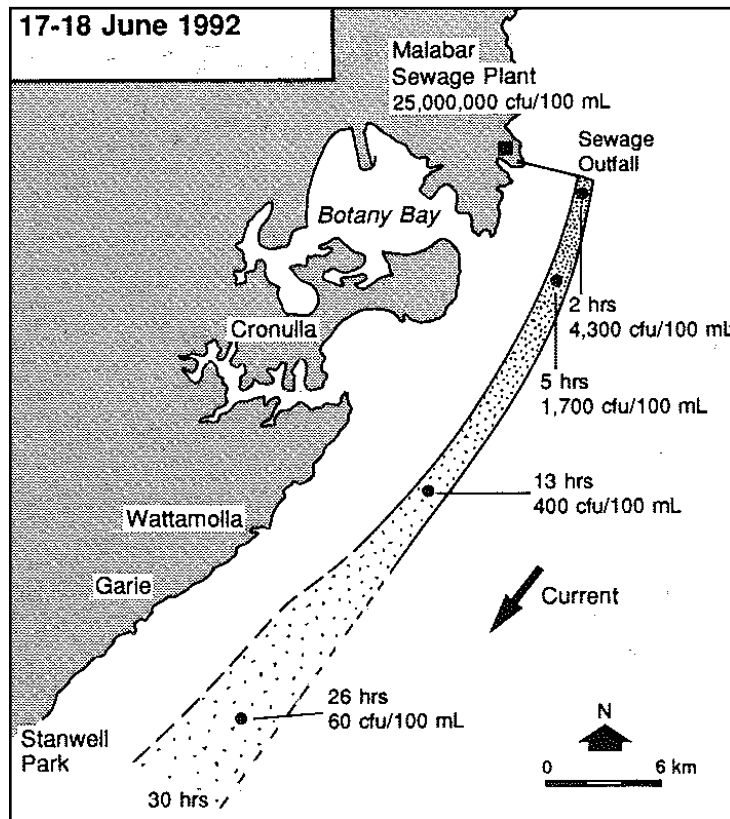 17-18 June 1992
Malabar
Sewage Plant
25,000,000 cfu/100 mL
Sewage
Outfall
Botany Bay
2 hrs
4,300 cfu/100 mL
Cronulla
5 hrs
1,700 cfu/100 mL
13 hrs
400 cfu/100 mL
Wattamolla
Garie
Current
26 hrs
60 cfu/100 mL
N
Stanwell
Park
0 6 km
30 hrs